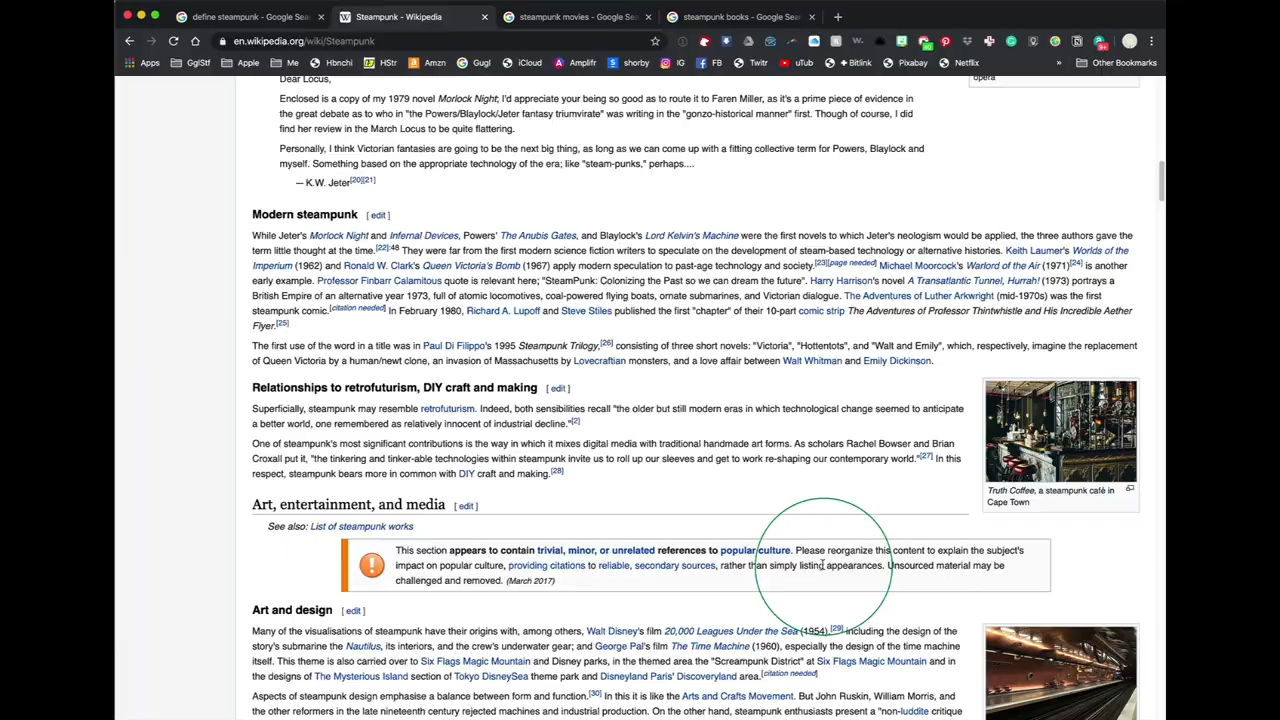 define steampunk - Google Sear
Steampunk - Wikipedia
steampunk movies - Google Sea
steampunk books - Google Sear
en.wikipedia.org/wiki/Steampunk
Apps
GglStf
Apple
Me
Hbnchi
HStr
Amzn
Gugl
iCloud
Amplifr
shorby
IG
FB
Twitr
uTub
+ Bitlink
Pixabay
Netflix
»
Other Bookmarks
Dear Locus,
opera
Enclosed is a copy of my 1979 novel Morlock Night; I'd appreciate your being so good as to route it to Faren Miller, as it's a prime piece of evidence in
the great debate as to who in "the Powers/Blaylock/Jeter fantasy triumvirate" was writing in the "gonzo-historical manner" first. Though of course, I did
find her review in the March Locus to be quite flattering.
Personally, I think Victorian fantasies are going to be the next big thing, as long as we can come up with a fitting collective term for Powers, Blaylock and
myself. Something based on the appropriate technology of the era; like "steam-punks," perhaps....
— K.W. Jeter[20][21]
Modern steampunk [ edit ]
While Jeter's Morlock Night and Infernal Devices, Powers' The Anubis Gates, and Blaylock's Lord Kelvin's Machine were the first novels to which Jeter's neologism would be applied, the three authors gave the
term little thought at the time.[22]:48 They were far from the first modern science fiction writers to speculate on the development of steam-based technology or alternative histories. Keith Laumer's Worlds of the
Imperium (1962) and Ronald W. Clark's Queen Victoria's Bomb (1967) apply modern speculation to past-age technology and society.[23][page needed] Michael Moorcock's Warlord of the Air (1971)[24] is another
early example. Professor Finbarr Calamitous quote is relevant here; "SteamPunk: Colonizing the Past so we can dream the future". Harry Harrison's novel A Transatlantic Tunnel, Hurrah! (1973) portrays a
British Empire of an alternative year 1973, full of atomic locomotives, coal-powered flying boats, ornate submarines, and Victorian dialogue. The Adventures of Luther Arkwright (mid-1970s) was the first
steampunk comic.[citation needed] In February 1980, Richard A. Lupoff and Steve Stiles published the first "chapter" of their 10-part comic strip The Adventures of Professor Thintwhistle and His Incredible Aether
Flyer.[25]
The first use of the word in a title was in Paul Di Filippo's 1995 Steampunk Trilogy,[26] consisting of three short novels: "Victoria", "Hottentots", and "Walt and Emily", which, respectively, imagine the replacement
of Queen Victoria by a human/newt clone, an invasion of Massachusetts by Lovecraftian monsters, and a love affair between Walt Whitman and Emily Dickinson.
Relationships to retrofuturism, DIY craft and making [ edit ]
Superficially, steampunk may resemble retrofuturism. Indeed, both sensibilities recall "the older but still modern eras in which technological change seemed to anticipate
a better world, one remembered as relatively innocent of industrial decline."[2]
One of steampunk's most significant contributions is the way in which it mixes digital media with traditional handmade art forms. As scholars Rachel Bowser and Brian
Croxall put it, "the tinkering and tinker-able technologies within steampunk invite us to roll up our sleeves and get to work re-shaping our contemporary world."[27] In this
respect, steampunk bears more in common with DIY craft and making.[28]
Truth Coffee, a steampunk cafè in
Cape Town
Art, entertainment, and media [ edit ]
See also: List of steampunk works
This section appears to contain trivial, minor, or unrelated references to popular culture. Please reorganize this content to explain the subject's
impact on popular culture, providing citations to reliable, secondary sources, rather than simply listing appearances. Unsourced material may be
challenged and removed. (March 2017)
Art and design [ edit ]
Many of the visualisations of steampunk have their origins with, among others, Walt Disney's film 20,000 Leagues Under the Sea (1954),[29] including the design of the
story's submarine the Nautilus, its interiors, and the crew's underwater gear; and George Pal's film The Time Machine (1960), especially the design of the time machine
itself. This theme is also carried over to Six Flags Magic Mountain and Disney parks, in the themed area the "Screampunk District" at Six Flags Magic Mountain and in
the designs of The Mysterious Island section of Tokyo DisneySea theme park and Disneyland Paris' Discoveryland area.[citation needed]
Aspects of steampunk design emphasise a balance between form and function.[30] In this it is like the Arts and Crafts Movement. But John Ruskin, William Morris, and
the other reformers in the late nineteenth century rejected machines and industrial production. On the other hand, steampunk enthusiasts present a "non-luddite critique